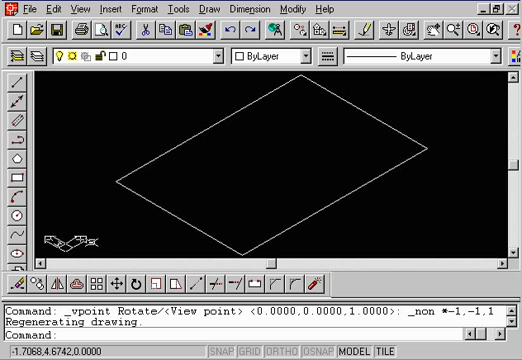 File Edit View Insert Format Tools Draw Dimension Modify Help
ABC
0 ByLayer ByLayer
Command: _vpoint Rotate/<View point> <0.0000,0.0000,1.0000>: _non *-1,-1,1
Regenerating drawing.
Command:
-1.7068,4.6742,0.0000 SNAP GRID ORTHO OSNAP MODEL TILE